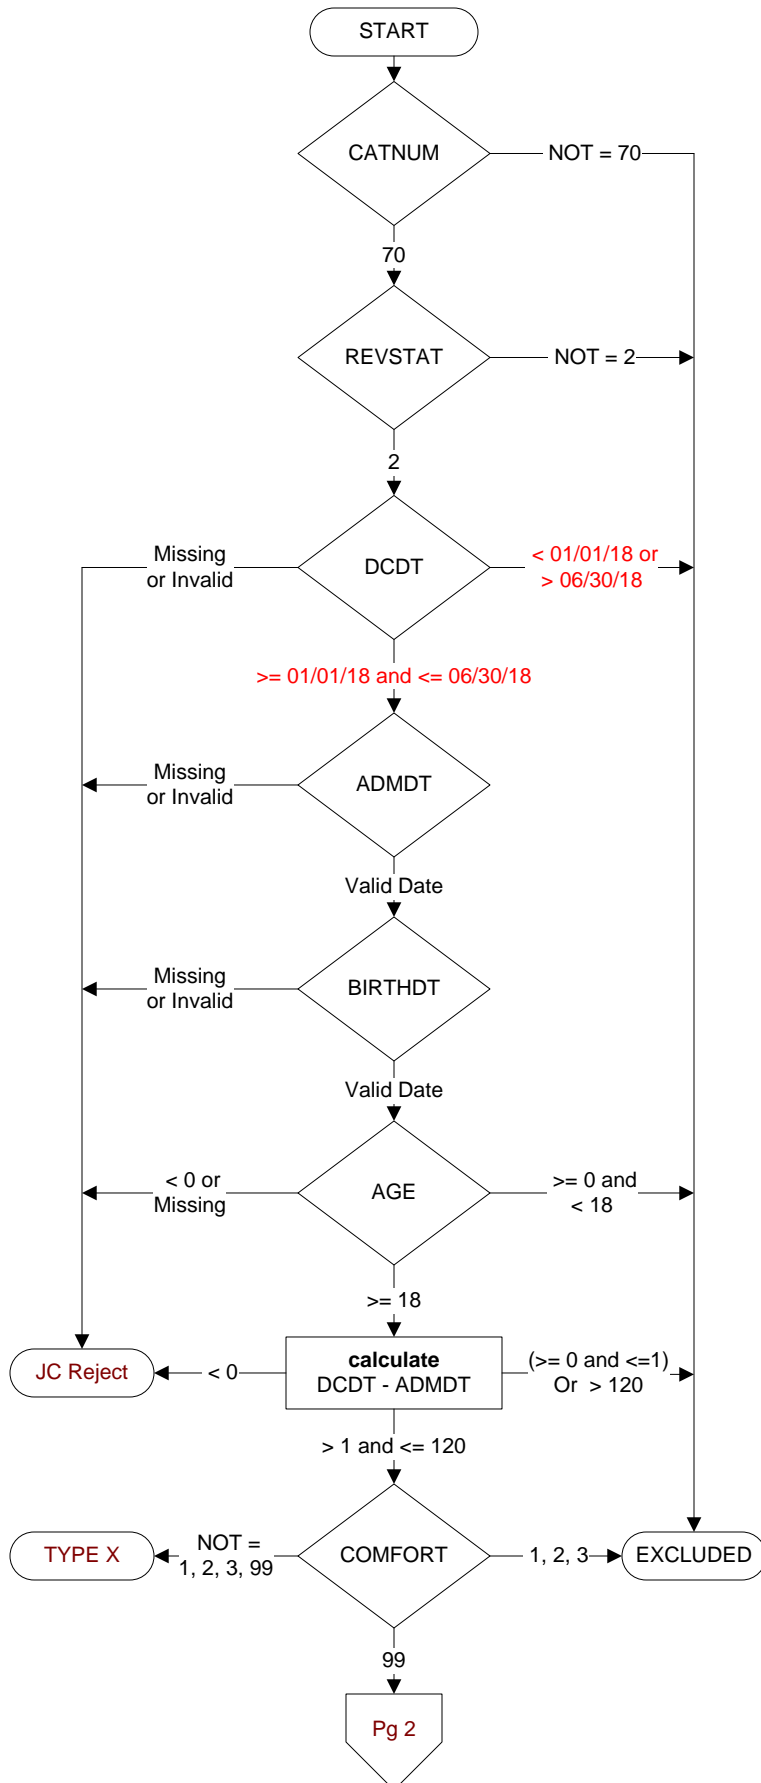 START
CATNUM
NOT = 70
70
REVSTAT
NOT = 2
2
Missing
or Invalid
DCDT
< 01/01/18 or
> 06/30/18
>= 01/01/18 and <= 06/30/18
Missing
or Invalid
ADMDT
Valid Date
Missing
or Invalid
BIRTHDT
Valid Date
< 0 or
Missing
AGE
>= 0 and
< 18
>= 18
JC Reject
< 0
calculate
DCDT - ADMDT
(>= 0 and <=1)
Or > 120
> 1 and <= 120
TYPE X
NOT =
1, 2, 3, 99
COMFORT
1, 2, 3
EXCLUDED
99
Pg 2